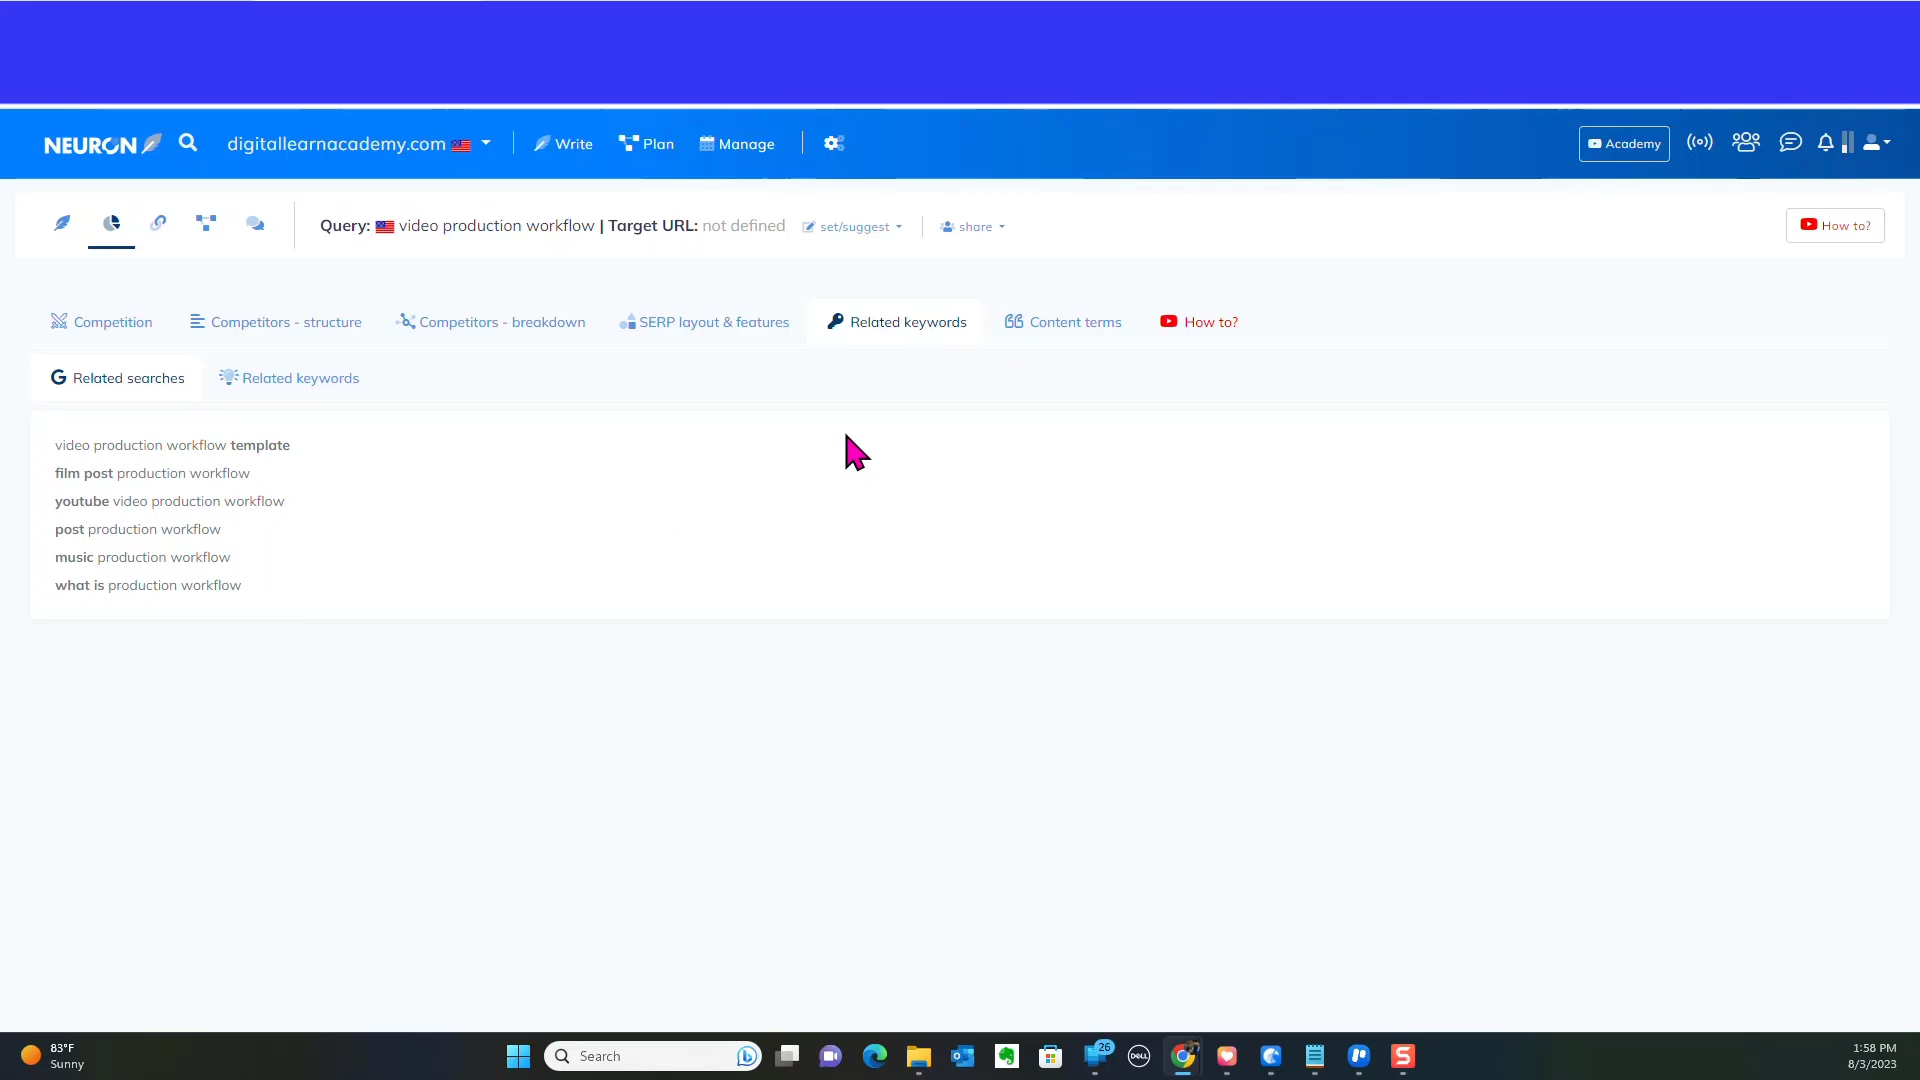 NEURON digitallearnacademy.com Write Plan Manage Academy
Query: video production workflow | Target URL: not defined set/suggest share How to?
Competition Competitors - structure Competitors - breakdown SERP layout & features Related keywords Content terms How to?
Related searches Related keywords
video production workflow template
film post production workflow
youtube video production workflow
post production workflow
music production workflow
what is production workflow
83°F
Sunny
Search
26
DELL
1:58 PM
8/3/2023